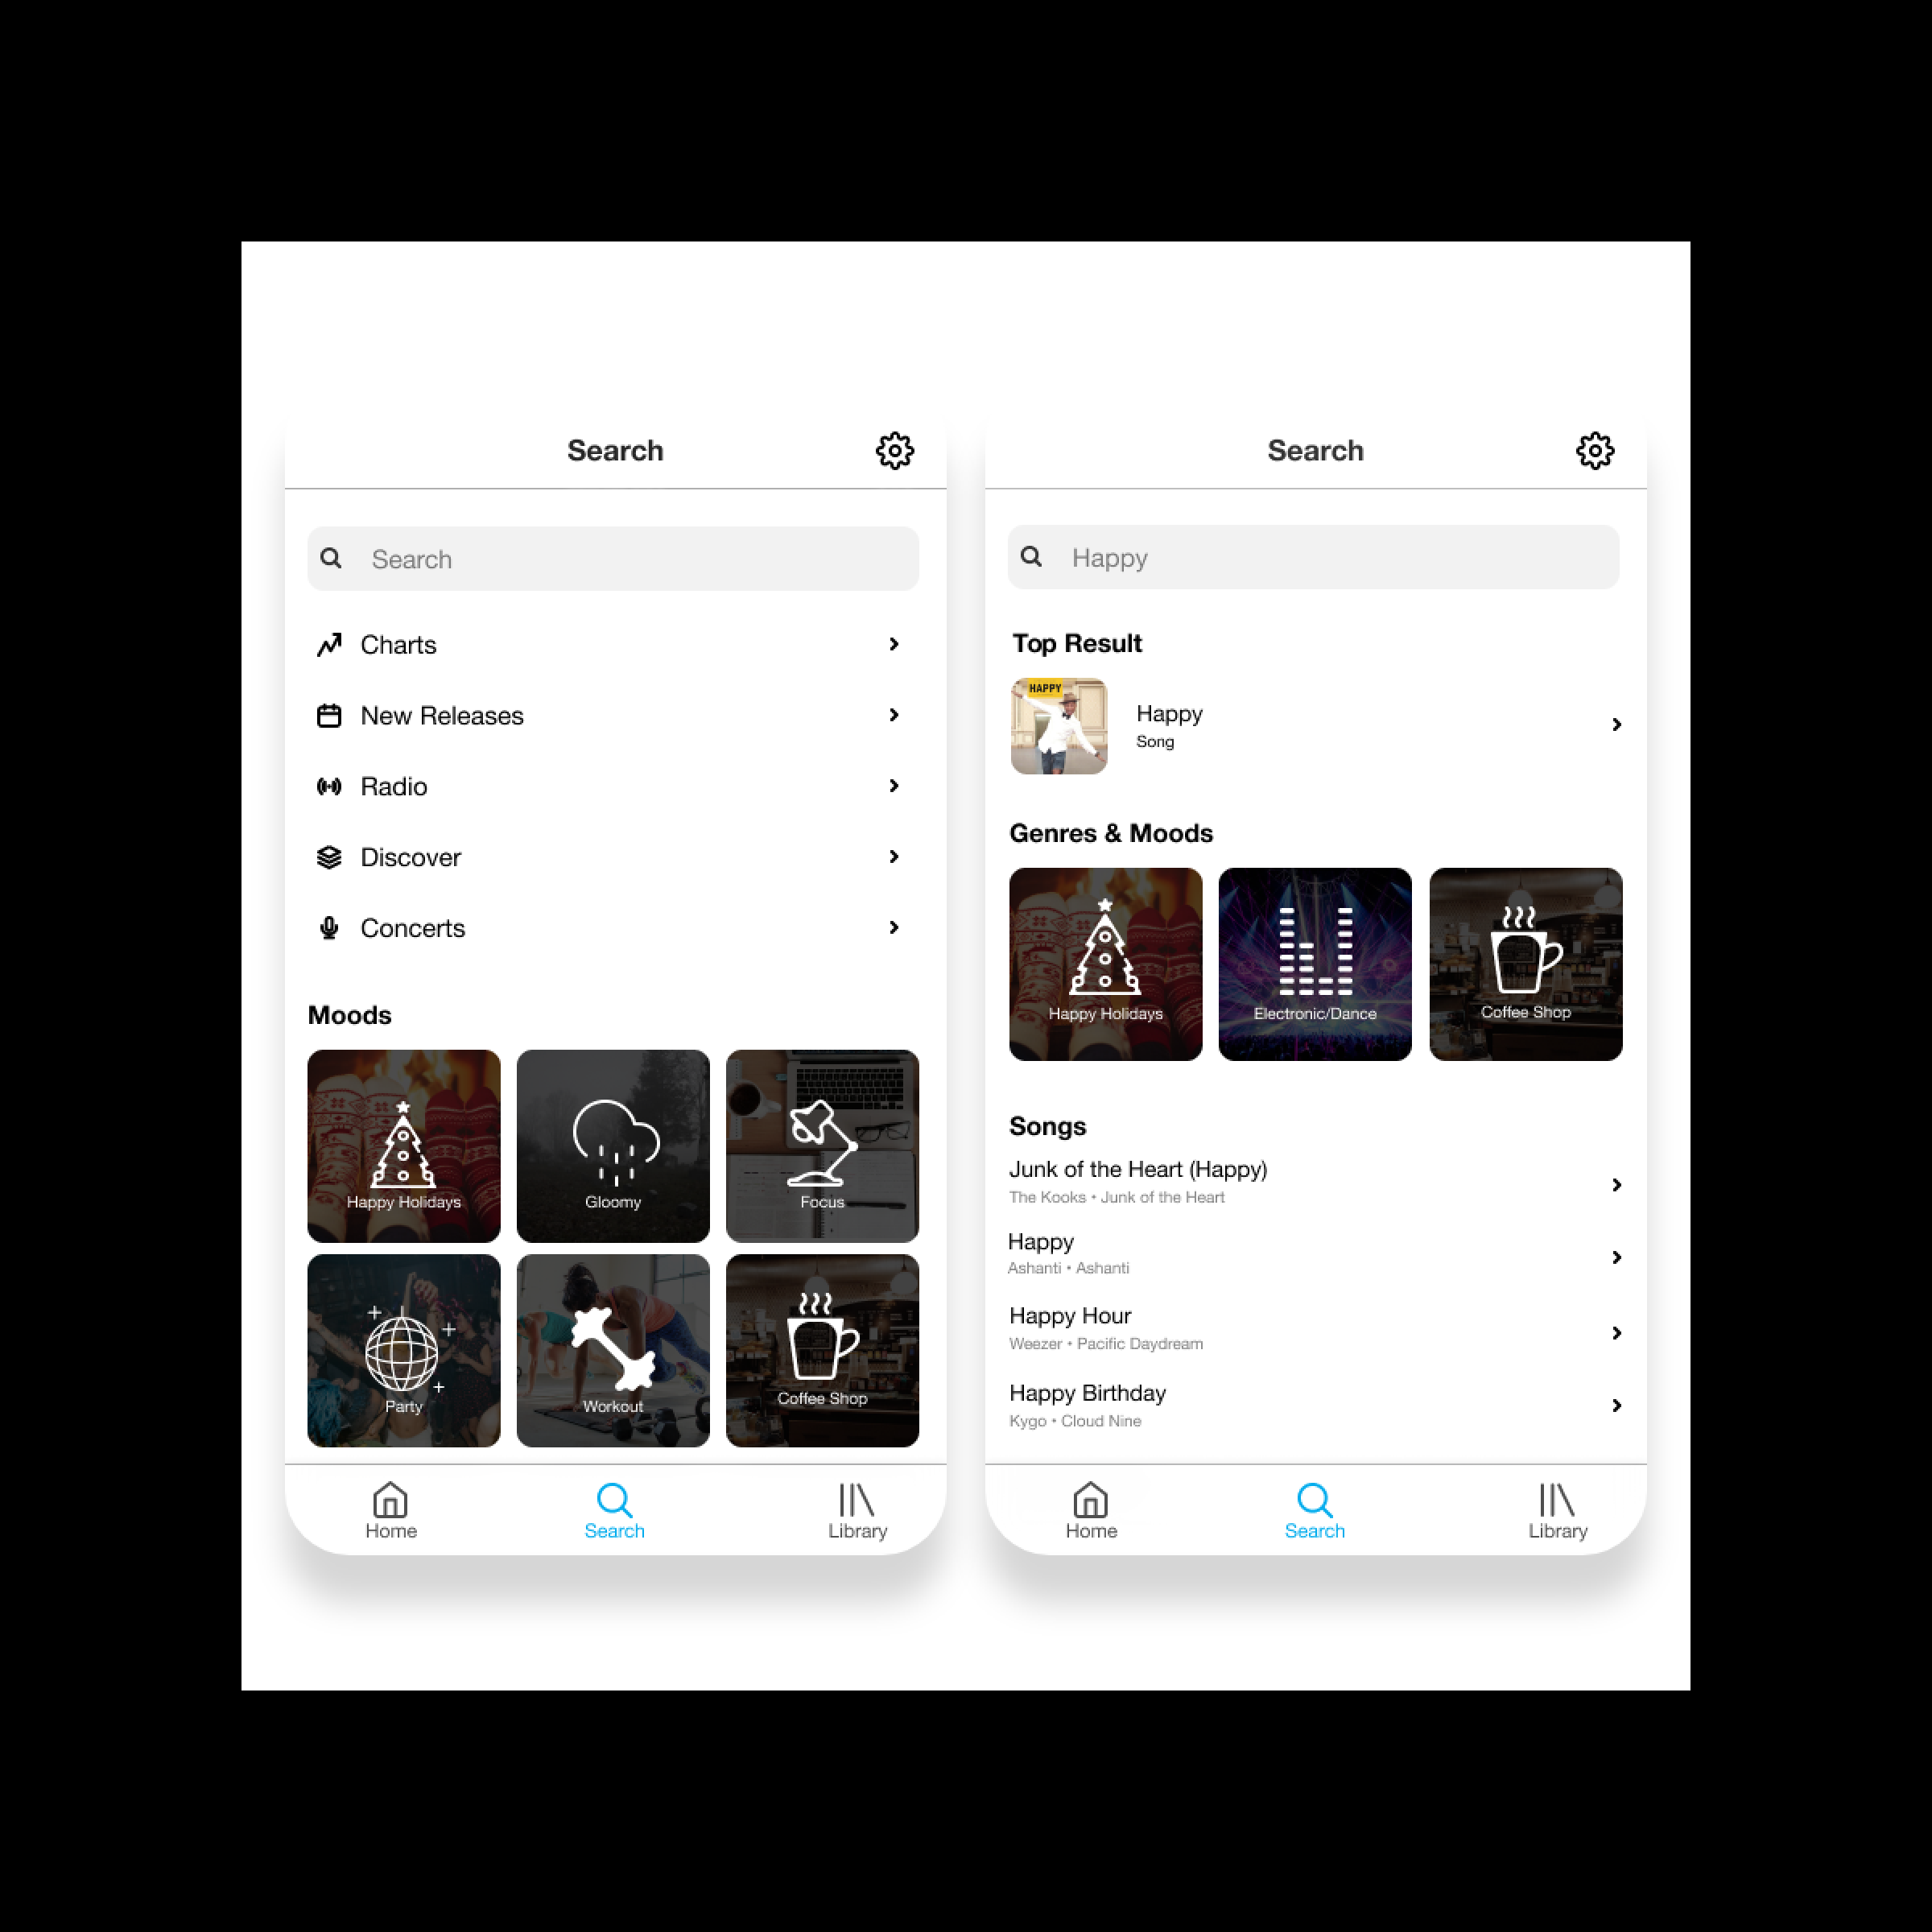 Search
Search
Charts
New Releases
Radio
Discover
Concerts
Moods
Happy Holidays
Gloomy
Focus
Party
Workout
Coffee Shop
Home
Search
Library
Search
Happy
Top Result
HAPPY
Happy
Song
Genres & Moods
Happy Holidays
Electronic/Dance
Coffee Shop
Songs
Junk of the Heart (Happy)
The Kooks • Junk of the Heart
Happy
Ashanti • Ashanti
Happy Hour
Weezer • Pacific Daydream
Happy Birthday
Kygo • Cloud Nine
Home
Search
Library